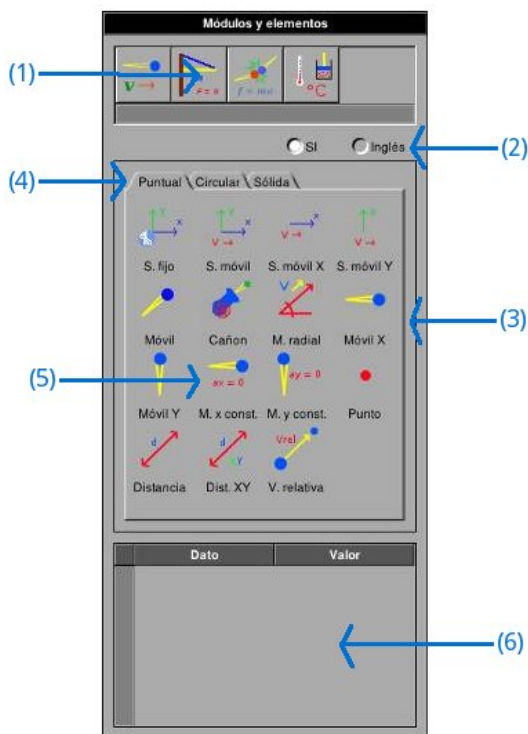 Módulos y elementos
(1)
v → F = 0 f = ma °C
SI Inglés
(2)
(4)
Puntual Circular Sólida
Y X Y X V → X V → Y V →
S. fijo S. móvil S. móvil X S. móvil Y
V
(3)
Móvil Cañon M. radial Móvil X
(5)
ax = 0 ay = 0
Móvil Y M. x const. M. y const. Punto
d d XY Vrel
Distancia Dist. XY V. relativa
Dato Valor
(6)